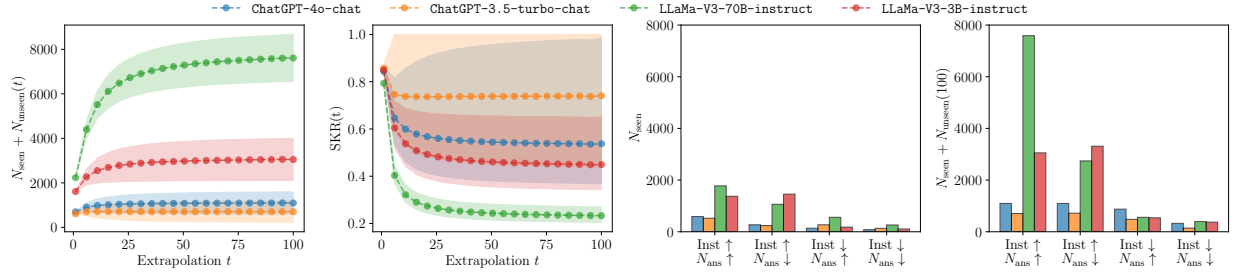 ChatGPT-4o-chat ChatGPT-3.5-turbo-chat LLaMa-V3-70B-instruct LLaMa-V3-3B-instruct
N_seen + N_unseen(t)
8000
6000
4000
2000
0
0 25 50 75 100
Extrapolation t
SKR(t)
1.0
0.8
0.6
0.4
0.2
0 25 50 75 100
Extrapolation t
N_seen
8000
6000
4000
2000
0
Inst ↑ Inst ↑ Inst ↓ Inst ↓
N_ans ↑ N_ans ↓ N_ans ↑ N_ans ↓
N_seen + N_unseen(100)
8000
6000
4000
2000
0
Inst ↑ Inst ↑ Inst ↓ Inst ↓
N_ans ↑ N_ans ↓ N_ans ↑ N_ans ↓